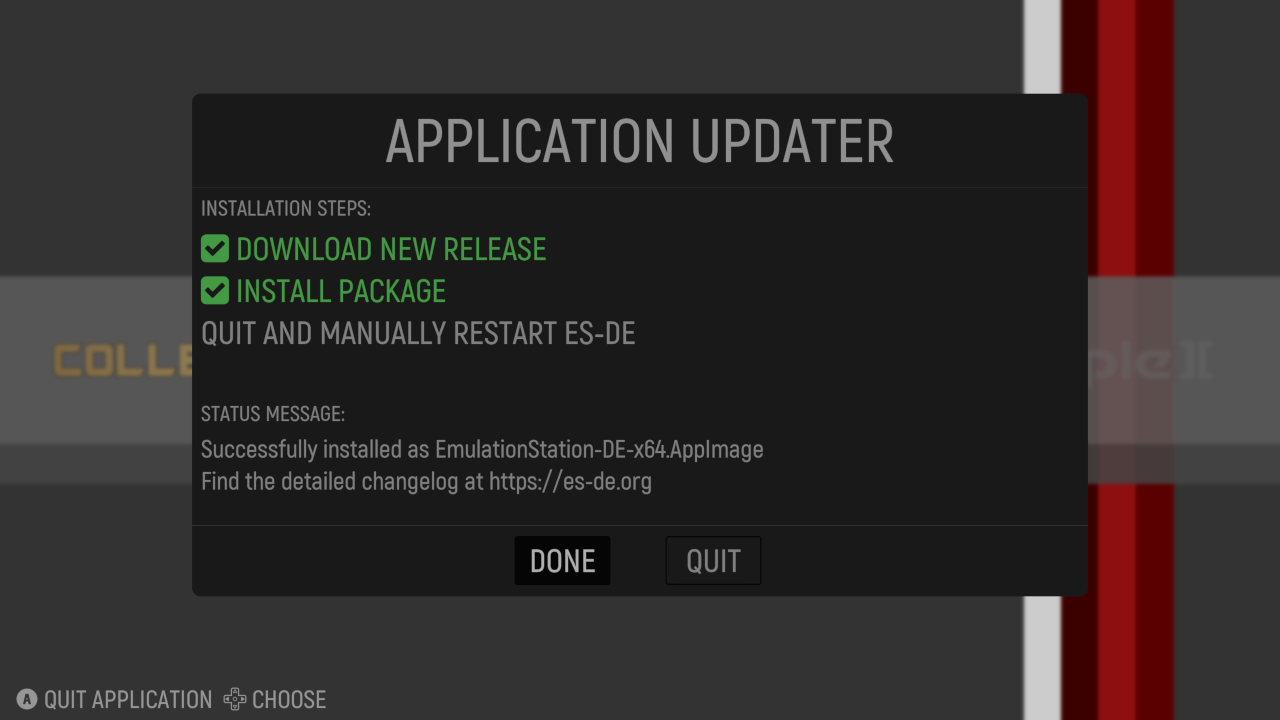 APPLICATION UPDATER
INSTALLATION STEPS:
DOWNLOAD NEW RELEASE
INSTALL PACKAGE
QUIT AND MANUALLY RESTART ES-DE
COLLE
ple][
STATUS MESSAGE:
Successfully installed as EmulationStation-DE-x64.AppImage
Find the detailed changelog at https://es-de.org
DONE QUIT
A QUIT APPLICATION CHOOSE